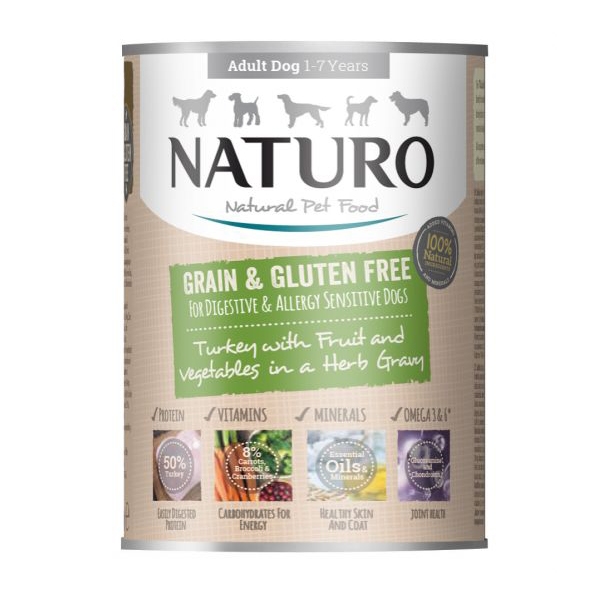 Adult Dog 1-7 Years
NATURO
Natural Pet Food
100%
Natural
INGREDIENTS
GRAIN & GLUTEN FREE
FOR DIGESTIVE & ALLERGY SENSITIVE DOGS
Turkey with Fruit and
Vegetables in a Herb Gravy
✓ PROTEIN ✓ VITAMINS ✓ MINERALS ✓ OMEGA 3 & 6*
50%
Turkey
8%
Carrots,
Broccoli &
Cranberries
Essential
Oils &
Minerals
Glucosamine
and
Chondroitin
EASILY DIGESTED
PROTEIN
CARBOHYDRATES FOR
ENERGY
HEALTHY SKIN
AND COAT
JOINT HEALTH